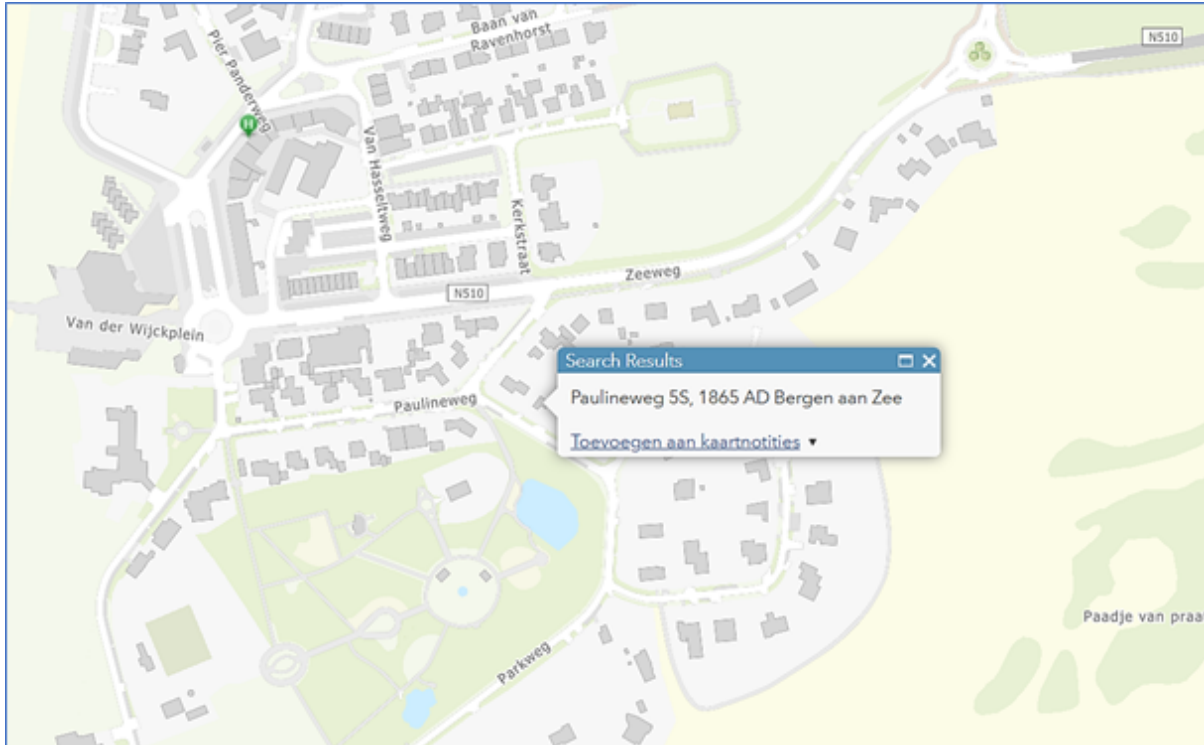 Baan van
Ravenhorst
N510
Pier Panderweg
H
Van Hasseltweg
Kerkstraat
Zeeweg
N510
Van der Wijckplein
Search Results
Paulineweg 5S, 1865 AD Bergen aan Zee
Toevoegen aan kaartnotities
Paulineweg
Parkweg
Paadje van praa